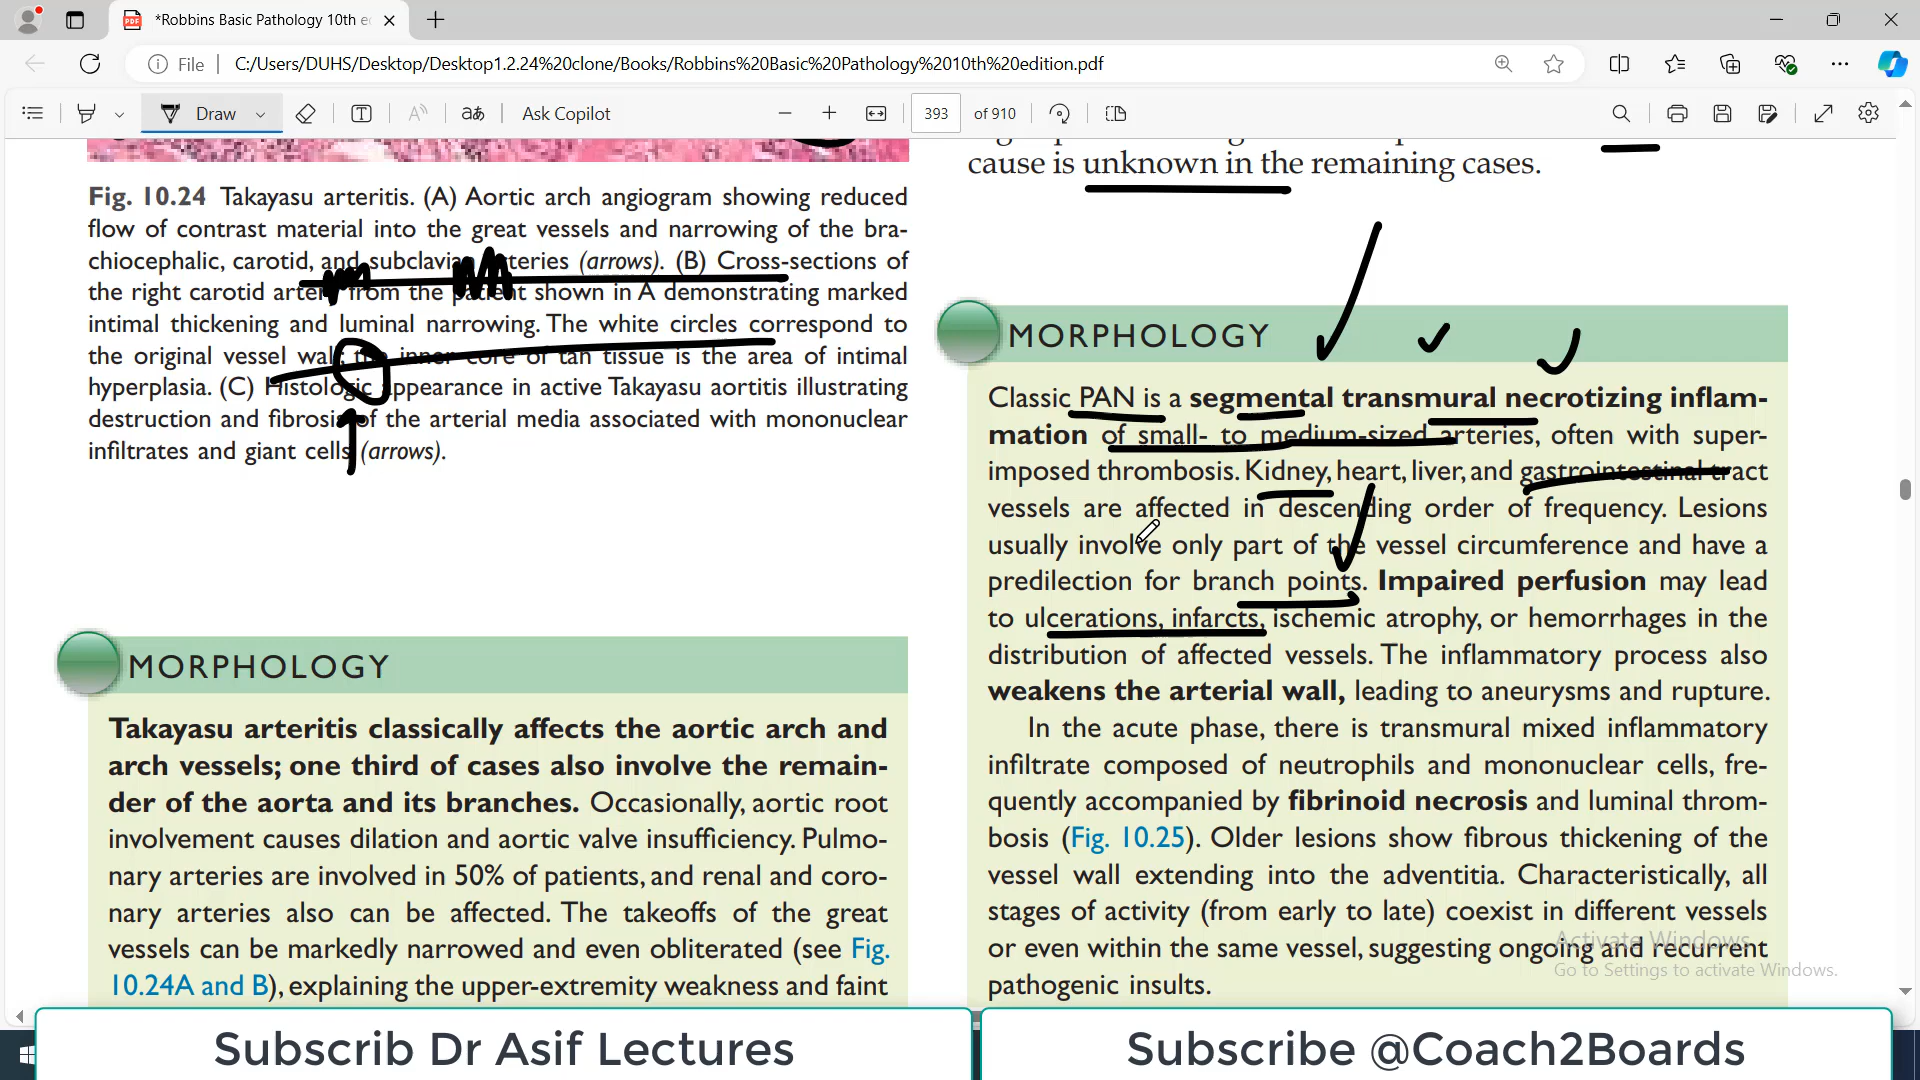 *Robbins Basic Pathology 10th e
File
C:/Users/DUHS/Desktop/Desktop1.2.24%20clone/Books/Robbins%20Basic%20Pathology%2010th%20edition.pdf
Draw
Ask Copilot
393 of 910
Fig. 10.24 Takayasu arteritis. (A) Aortic arch angiogram showing reduced
flow of contrast material into the great vessels and narrowing of the bra-
chiocephalic, carotid, and subclavian arteries (arrows). (B) Cross-sections of
the right carotid artery from the patient shown in A demonstrating marked
intimal thickening and luminal narrowing. The white circles correspond to
the original vessel wall; the inner core of tan tissue is the area of intimal
hyperplasia. (C) Histologic appearance in active Takayasu aortitis illustrating
destruction and fibrosis of the arterial media associated with mononuclear
infiltrates and giant cells (arrows).
MORPHOLOGY
Takayasu arteritis classically affects the aortic arch and
arch vessels; one third of cases also involve the remain-
der of the aorta and its branches. Occasionally, aortic root
involvement causes dilation and aortic valve insufficiency. Pulmo-
nary arteries are involved in 50% of patients, and renal and coro-
nary arteries also can be affected. The takeoffs of the great
vessels can be markedly narrowed and even obliterated (see Fig.
10.24A and B), explaining the upper-extremity weakness and faint
cause is unknown in the remaining cases.
MORPHOLOGY
Classic PAN is a segmental transmural necrotizing inflam-
mation of small- to medium-sized arteries, often with super-
imposed thrombosis. Kidney, heart, liver, and gastrointestinal tract
vessels are affected in descending order of frequency. Lesions
usually involve only part of the vessel circumference and have a
predilection for branch points. Impaired perfusion may lead
to ulcerations, infarcts, ischemic atrophy, or hemorrhages in the
distribution of affected vessels. The inflammatory process also
weakens the arterial wall, leading to aneurysms and rupture.
In the acute phase, there is transmural mixed inflammatory
infiltrate composed of neutrophils and mononuclear cells, fre-
quently accompanied by fibrinoid necrosis and luminal throm-
bosis (Fig. 10.25). Older lesions show fibrous thickening of the
vessel wall extending into the adventitia. Characteristically, all
stages of activity (from early to late) coexist in different vessels
or even within the same vessel, suggesting ongoing and recurrent
pathogenic insults.
Activate Windows
Go to Settings to activate Windows.
Subscrib Dr Asif Lectures
Subscribe @Coach2Boards